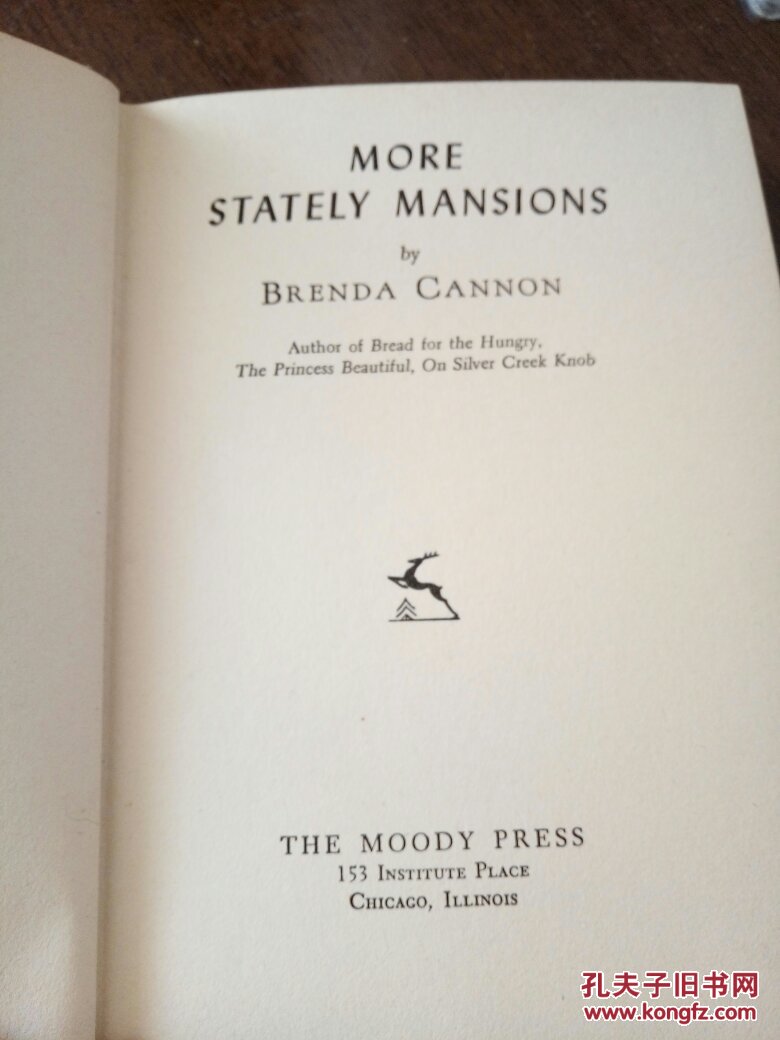 MORE
STATELY MANSIONS
by
BRENDA CANNON
Author of Bread for the Hungry,
The Princess Beautiful, On Silver Creek Knob
THE MOODY PRESS
153 INSTITUTE PLACE
CHICAGO, ILLINOIS
孔夫子旧书网
www.kongfz.com